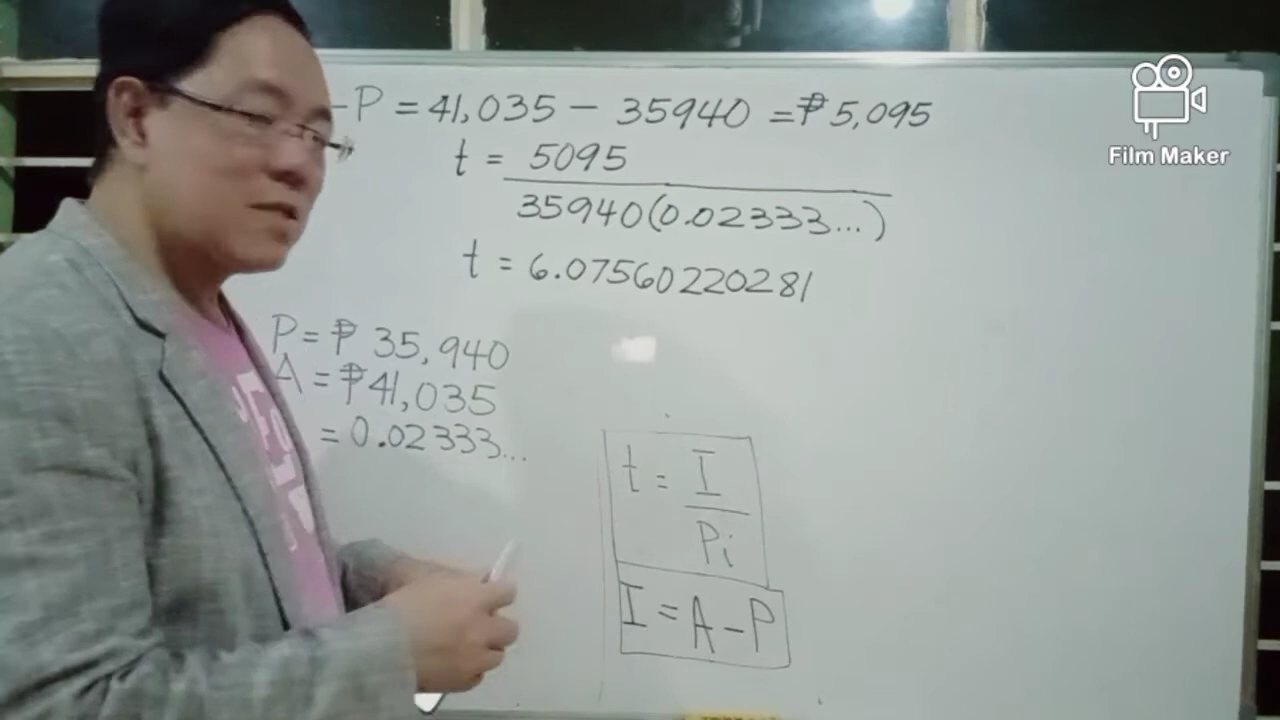 -P = 41,035 - 35940 = ₱ 5,095
t = 5095
35940(0.02333...)
t = 6.07560220281
P = ₱ 35,940
A = ₱ 41,035
= 0.02333...
t = I
Pi
I = A - P
Film Maker